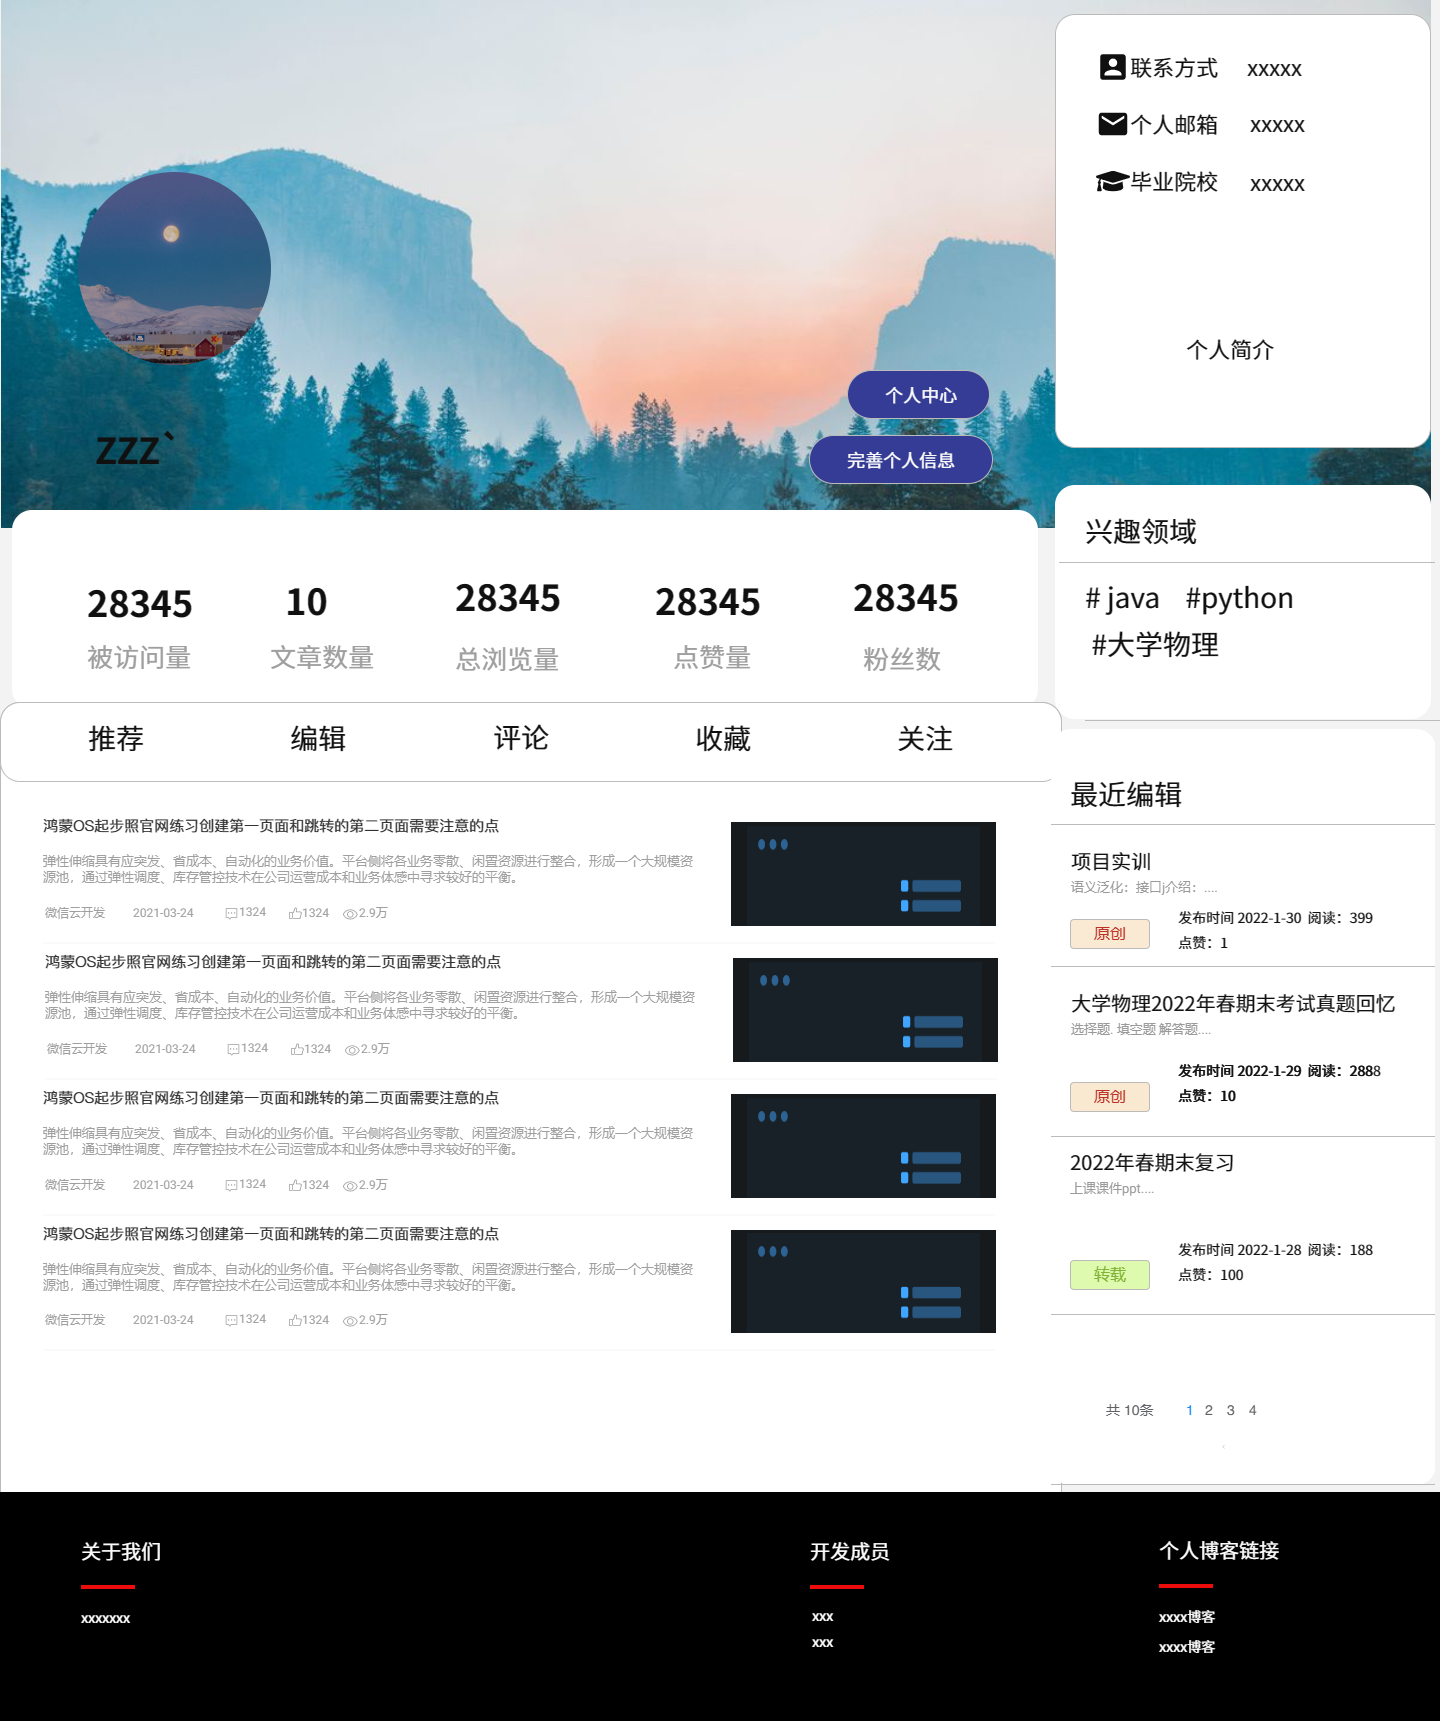 联系方式 xxxxx
个人邮箱 xxxxx
毕业院校 xxxxx
个人简介
个人中心
完善个人信息
zzz`
28345
被访问量
10
文章数量
28345
总浏览量
28345
点赞量
28345
粉丝数
推荐 编辑 评论 收藏 关注
鸿蒙OS起步照官网练习创建第一页面和跳转的第二页面需要注意的点
弹性伸缩具有应突发、省成本、自动化的业务价值。平台侧将各业务零散、闲置资源进行整合，形成一个大规模资
源池，通过弹性调度、库存管控技术在公司运营成本和业务体感中寻求较好的平衡。
微信云开发 2021-03-24 1324 1324 2.9万
鸿蒙OS起步照官网练习创建第一页面和跳转的第二页面需要注意的点
弹性伸缩具有应突发、省成本、自动化的业务价值。平台侧将各业务零散、闲置资源进行整合，形成一个大规模资
源池，通过弹性调度、库存管控技术在公司运营成本和业务体感中寻求较好的平衡。
微信云开发 2021-03-24 1324 1324 2.9万
鸿蒙OS起步照官网练习创建第一页面和跳转的第二页面需要注意的点
弹性伸缩具有应突发、省成本、自动化的业务价值。平台侧将各业务零散、闲置资源进行整合，形成一个大规模资
源池，通过弹性调度、库存管控技术在公司运营成本和业务体感中寻求较好的平衡。
微信云开发 2021-03-24 1324 1324 2.9万
鸿蒙OS起步照官网练习创建第一页面和跳转的第二页面需要注意的点
弹性伸缩具有应突发、省成本、自动化的业务价值。平台侧将各业务零散、闲置资源进行整合，形成一个大规模资
源池，通过弹性调度、库存管控技术在公司运营成本和业务体感中寻求较好的平衡。
微信云开发 2021-03-24 1324 1324 2.9万
兴趣领域
# java #python
#大学物理
最近编辑
项目实训
语义泛化：接口j介绍：....
原创
发布时间 2022-1-30 阅读：399
点赞：1
大学物理2022年春期末考试真题回忆
选择题. 填空题 解答题....
原创
发布时间 2022-1-29 阅读：2888
点赞：10
2022年春期末复习
上课课件ppt....
转载
发布时间 2022-1-28 阅读：188
点赞：100
共 10条 1 2 3 4
关于我们
xxxxxxx
开发成员
xxx
xxx
个人博客链接
xxxx博客
xxxx博客